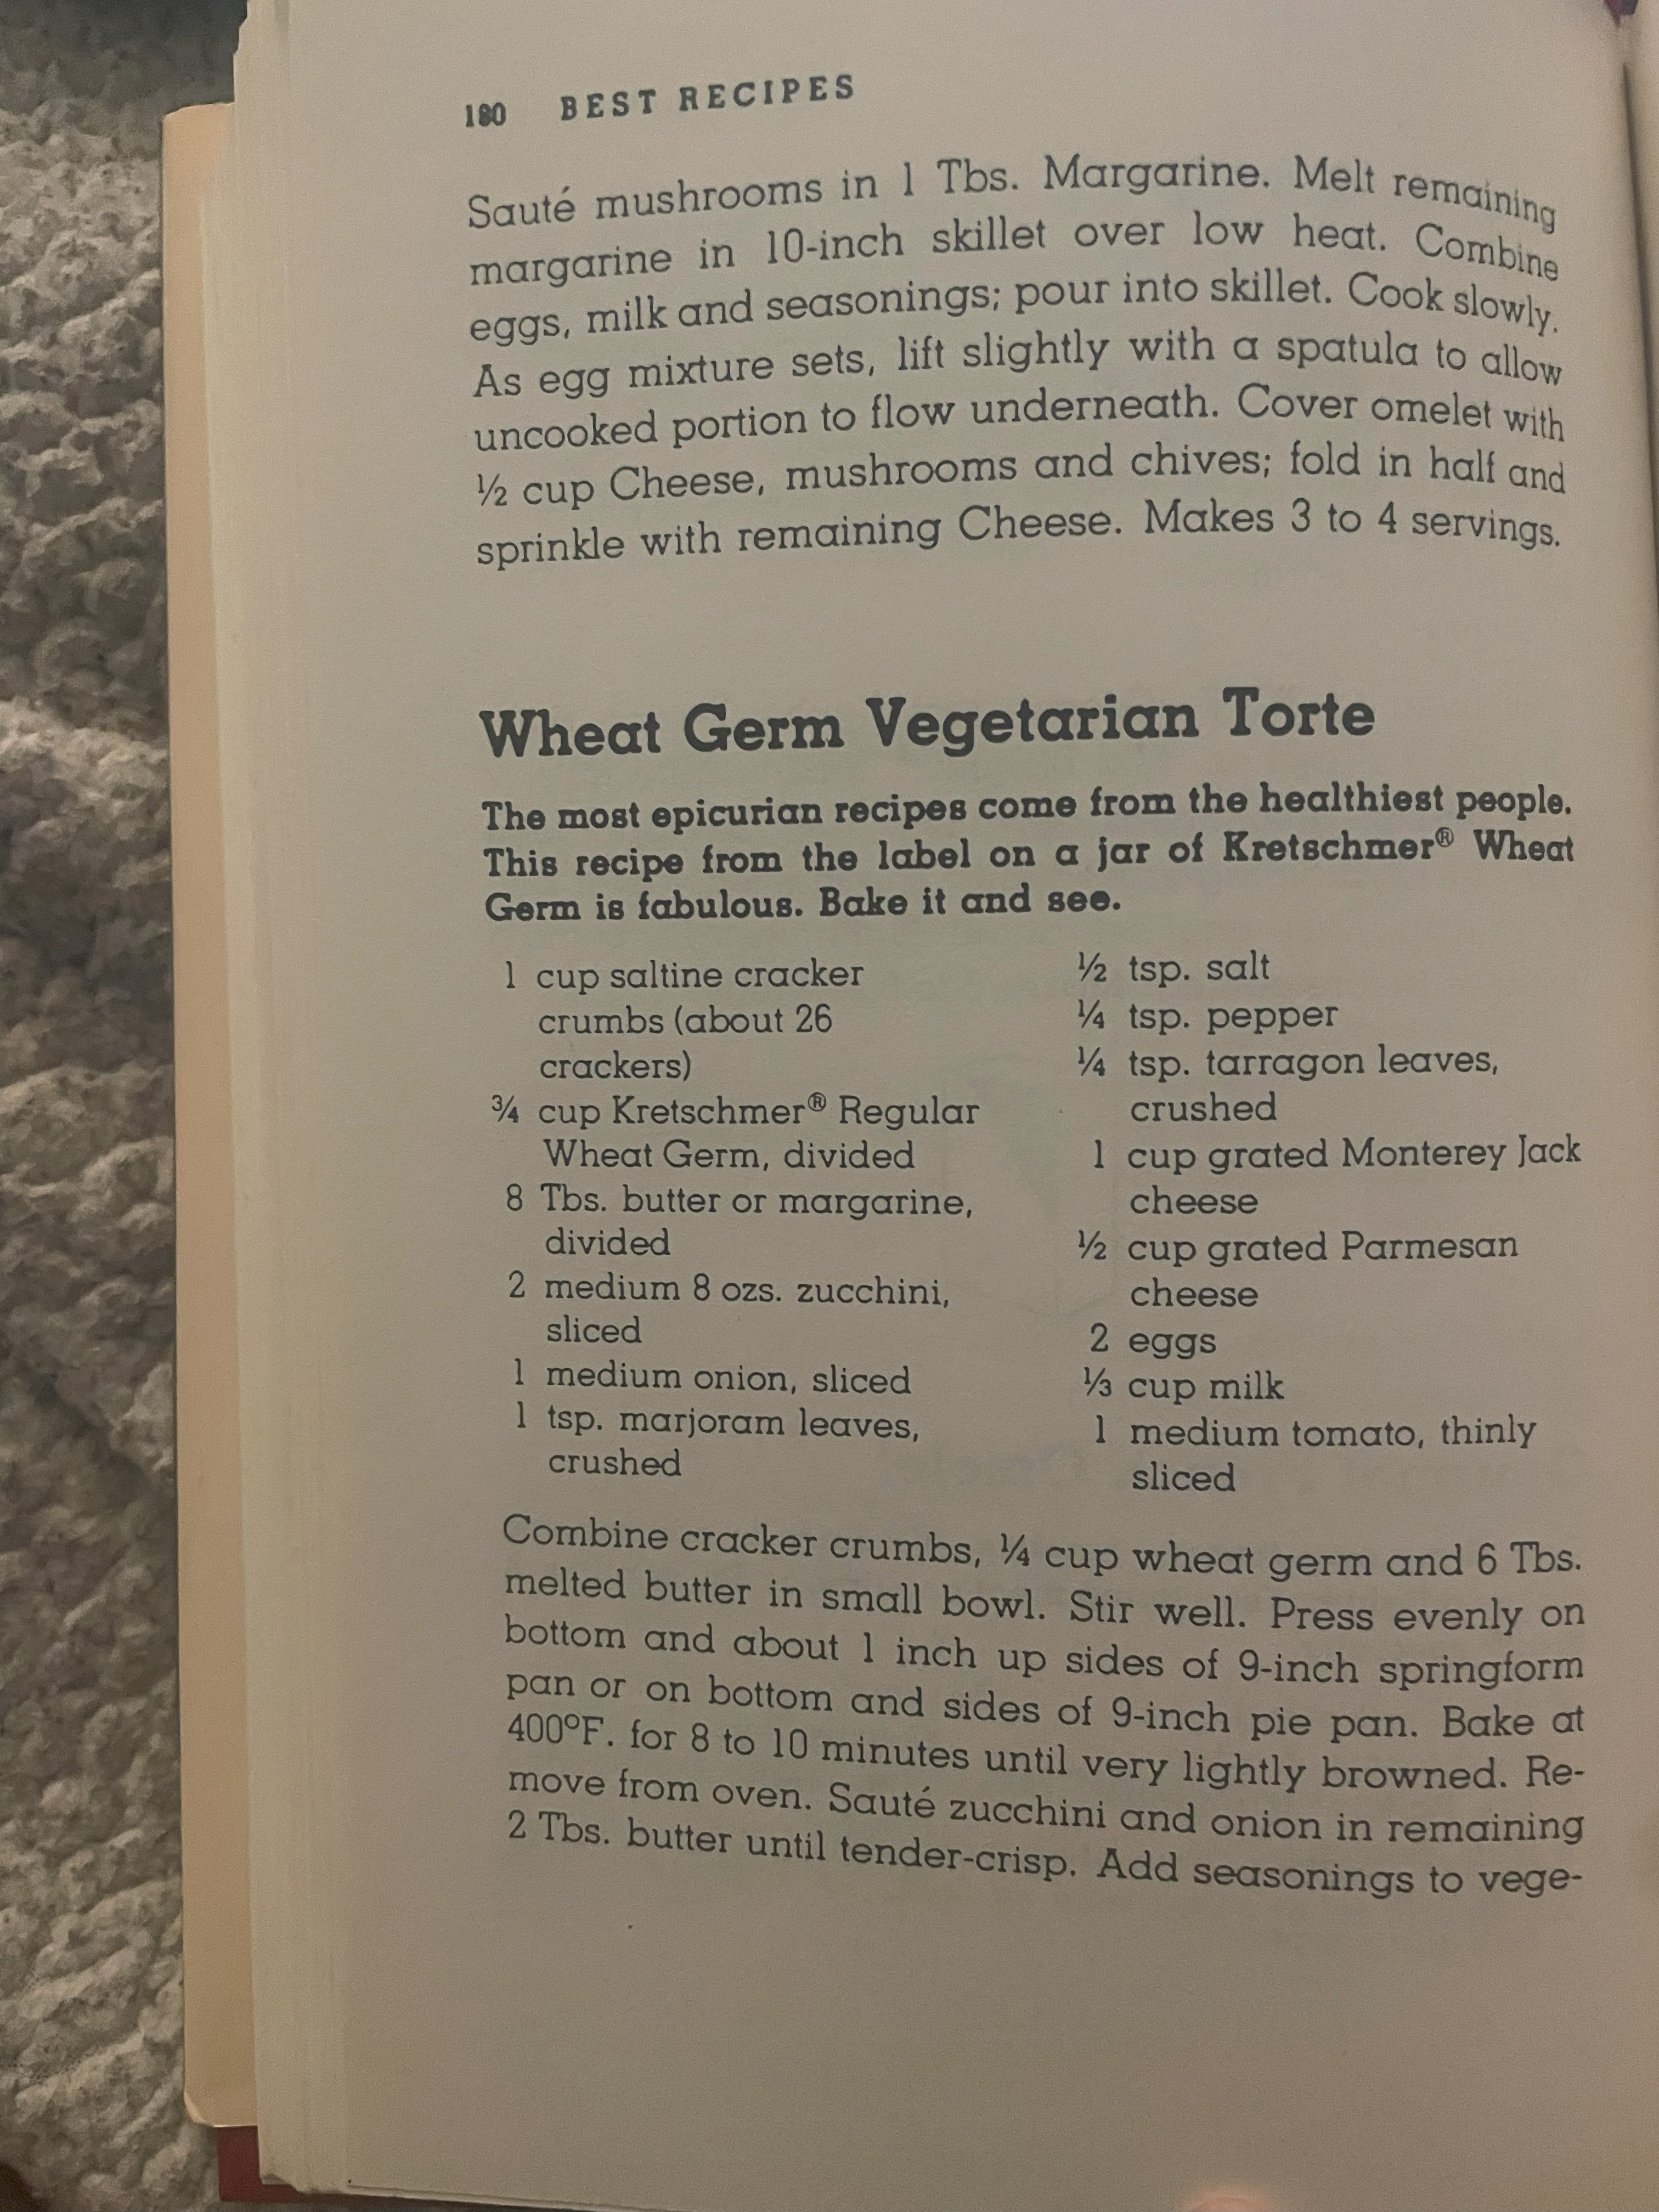 180 BEST RECIPES
Sauté mushrooms in 1 Tbs. Margarine. Melt remaining
margarine in 10-inch skillet over low heat. Combine
eggs, milk and seasonings; pour into skillet. Cook slowly.
As egg mixture sets, lift slightly with a spatula to allow
uncooked portion to flow underneath. Cover omelet with
½ cup Cheese, mushrooms and chives; fold in half and
sprinkle with remaining Cheese. Makes 3 to 4 servings.
Wheat Germ Vegetarian Torte
The most epicurian recipes come from the healthiest people.
This recipe from the label on a jar of Kretschmer® Wheat
Germ is fabulous. Bake it and see.
1 cup saltine cracker
crumbs (about 26
crackers)
¾ cup Kretschmer® Regular
Wheat Germ, divided
8 Tbs. butter or margarine,
divided
2 medium 8 ozs. zucchini,
sliced
1 medium onion, sliced
1 tsp. marjoram leaves,
crushed
½ tsp. salt
¼ tsp. pepper
¼ tsp. tarragon leaves,
crushed
1 cup grated Monterey Jack
cheese
½ cup grated Parmesan
cheese
2 eggs
⅓ cup milk
1 medium tomato, thinly
sliced
Combine cracker crumbs, ¼ cup wheat germ and 6 Tbs.
melted butter in small bowl. Stir well. Press evenly on
bottom and about 1 inch up sides of 9-inch springform
pan or on bottom and sides of 9-inch pie pan. Bake at
400°F. for 8 to 10 minutes until very lightly browned. Re-
move from oven. Sauté zucchini and onion in remaining
2 Tbs. butter until tender-crisp. Add seasonings to vege-